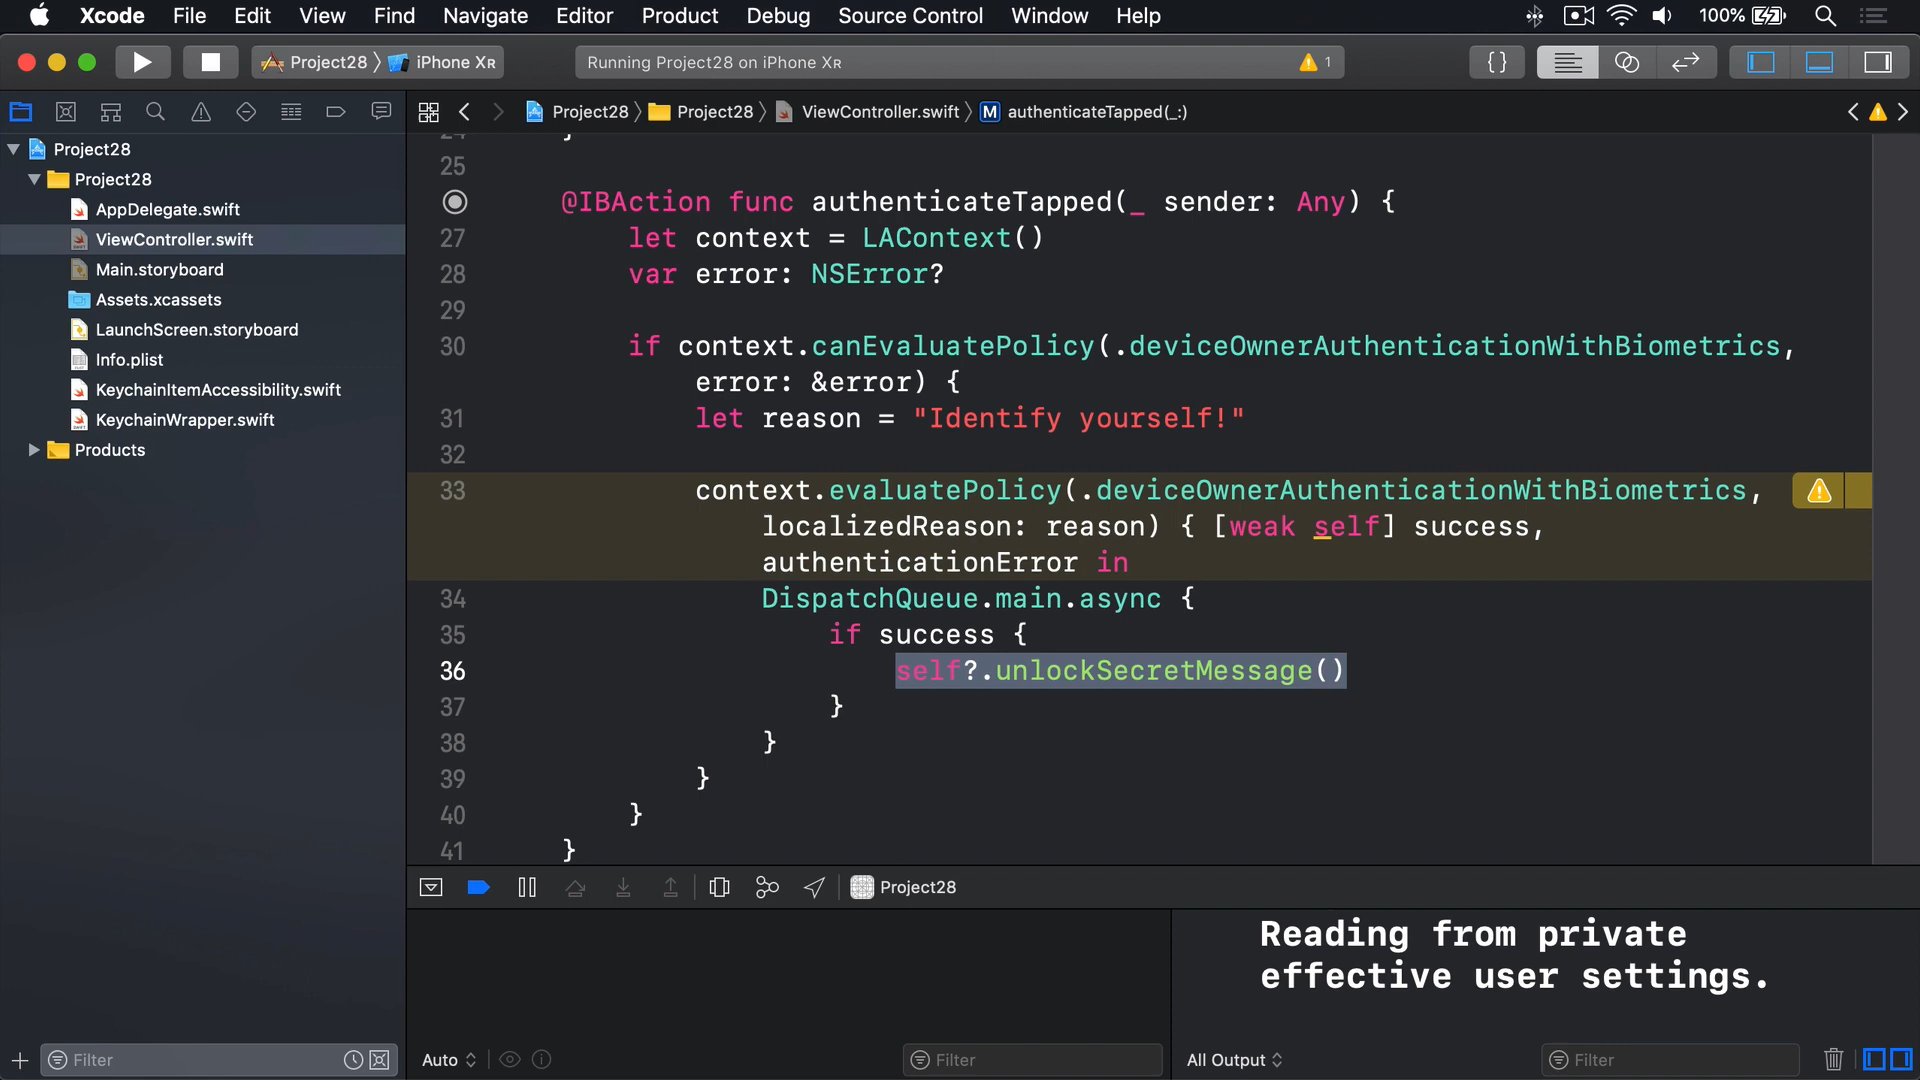 Xcode File Edit View Find Navigate Editor Product Debug Source Control Window Help 100%
Project28 iPhone XR Running Project28 on iPhone XR 1 {}
Project28 Project28 ViewController.swift M authenticateTapped(_:)
Project28
Project28
AppDelegate.swift
ViewController.swift
Main.storyboard
Assets.xcassets
LaunchScreen.storyboard
Info.plist
KeychainItemAccessibility.swift
KeychainWrapper.swift
Products
24 }
25
@IBAction func authenticateTapped(_ sender: Any) {
27 let context = LAContext()
28 var error: NSError?
29
30 if context.canEvaluatePolicy(.deviceOwnerAuthenticationWithBiometrics,
error: &error) {
31 let reason = "Identify yourself!"
32
33 context.evaluatePolicy(.deviceOwnerAuthenticationWithBiometrics,
localizedReason: reason) { [weak self] success,
authenticationError in
34 DispatchQueue.main.async {
35 if success {
36 self?.unlockSecretMessage()
37 }
38 }
39 }
40 }
41 }
Project28
Reading from private
effective user settings.
Filter Auto Filter All Output Filter